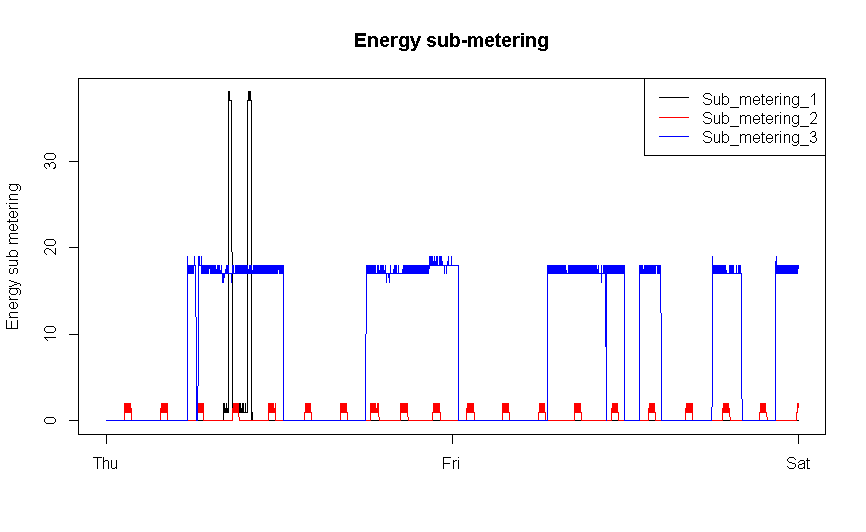 Energy sub-metering
Sub_metering_1
Sub_metering_2
Sub_metering_3
Energy sub metering
30
20
10
0
Thu
Fri
Sat